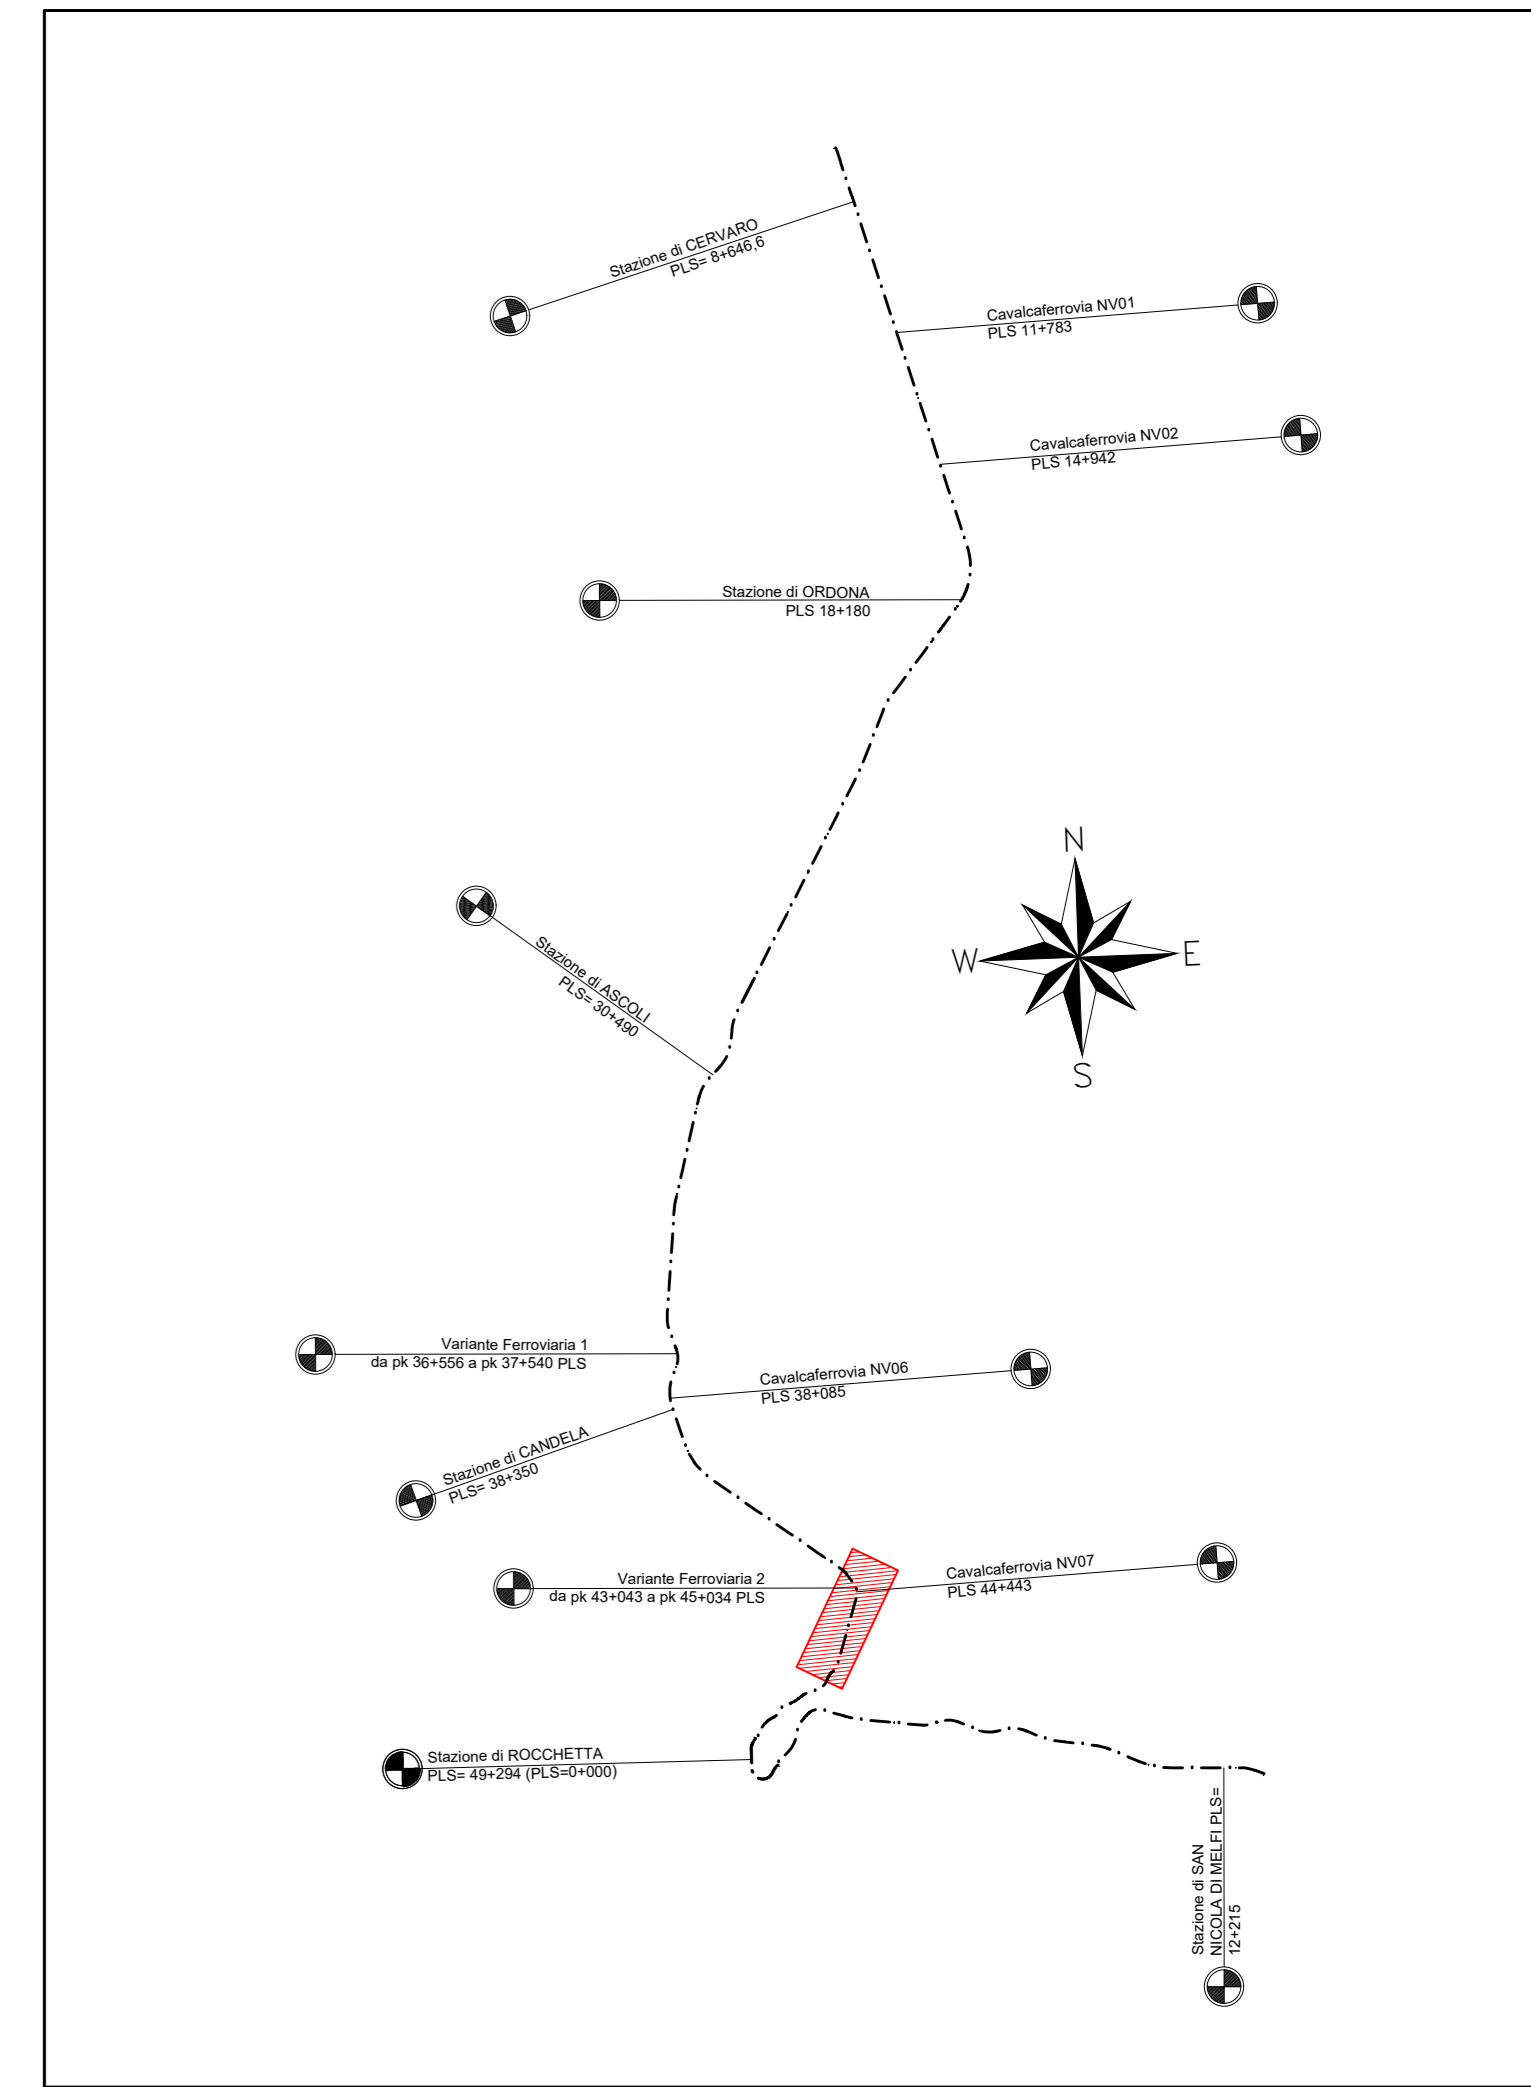 Stazione di CERVARO
PLS= 8+646,6
Cavalcaferrovia NV01
PLS 11+783
Cavalcaferrovia NV02
PLS 14+942
Stazione di ORDONA
PLS 18+180
N
W
E
S
Stazione di ASCOLI
PLS= 30+490
Variante Ferroviaria 1
da pk 36+556 a pk 37+540 PLS
Cavalcaferrovia NV06
PLS 38+085
Stazione di CANDELA
PLS= 38+350
Variante Ferroviaria 2
da pk 43+043 a pk 45+034 PLS
Cavalcaferrovia NV07
PLS 44+443
Stazione di ROCCHETTA
PLS= 49+294 (PLS=0+000)
Stazione di SAN
NICOLA DI MELFI PLS=
12+215